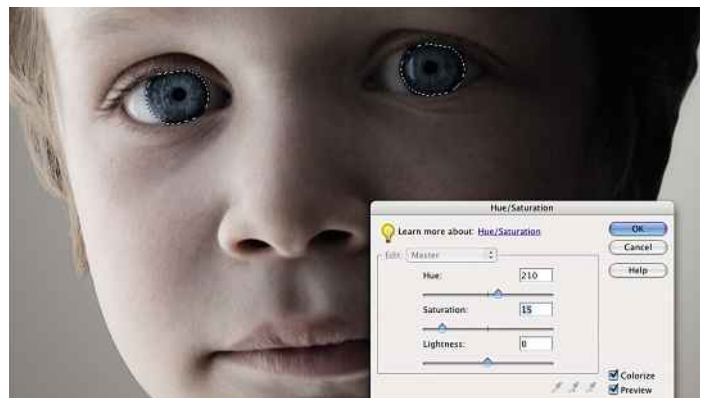 Hue/Saturation
Learn more about: Hue/Saturation
OK
Cancel
Help
Edit: Master
Hue: 210
Saturation: 15
Lightness: 0
Colorize
Preview